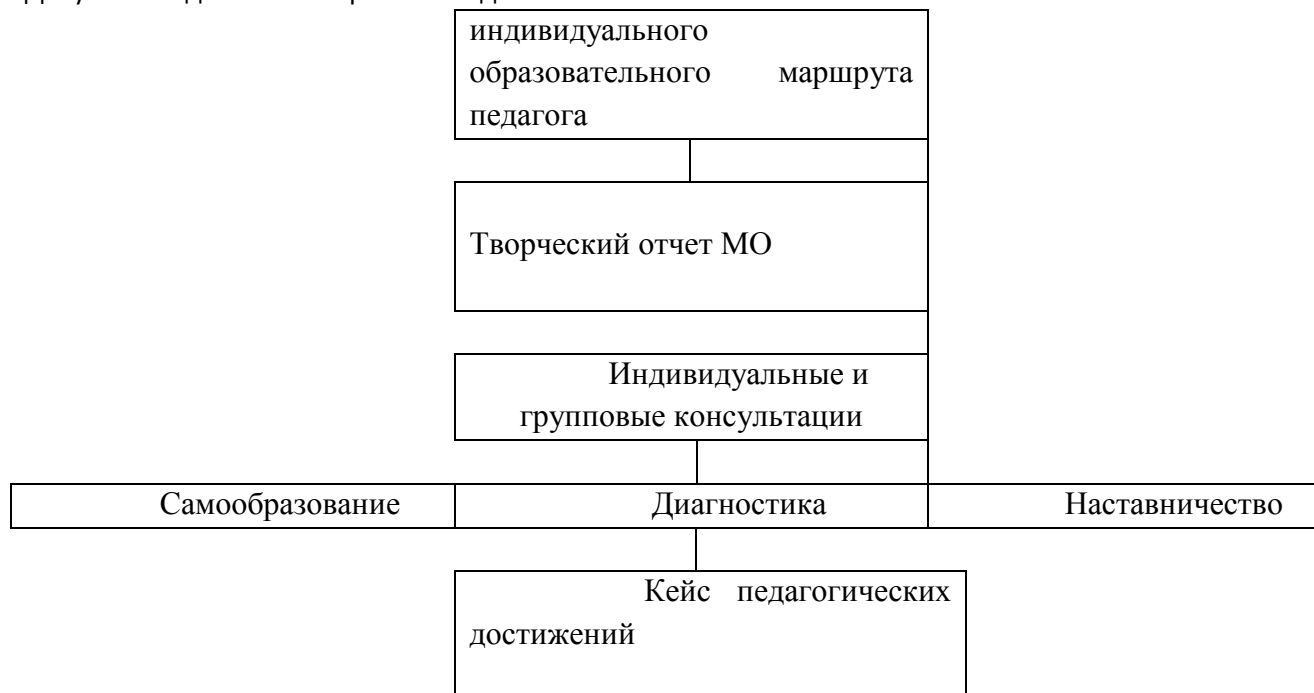 индивидуального
образовательного маршрута
педагога
Творческий отчет МО
Индивидуальные и
групповые консультации
Самообразование Диагностика Наставничество
Кейс педагогических
достижений